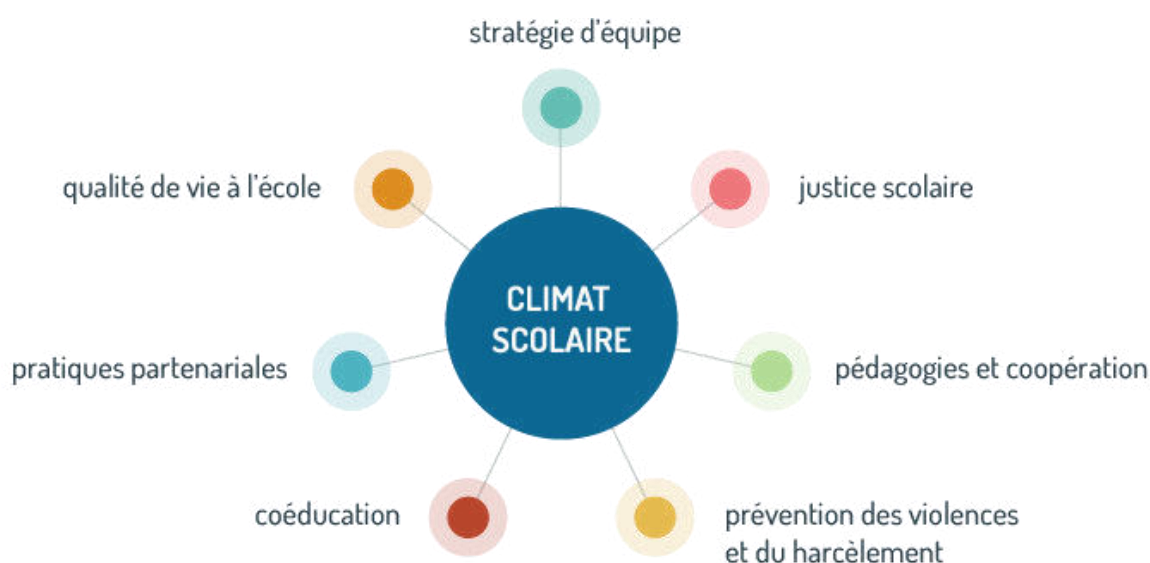 stratégie d'équipe
qualité de vie à l'école
justice scolaire
CLIMAT
SCOLAIRE
pratiques partenariales
pédagogies et coopération
coéducation
prévention des violences
et du harcèlement